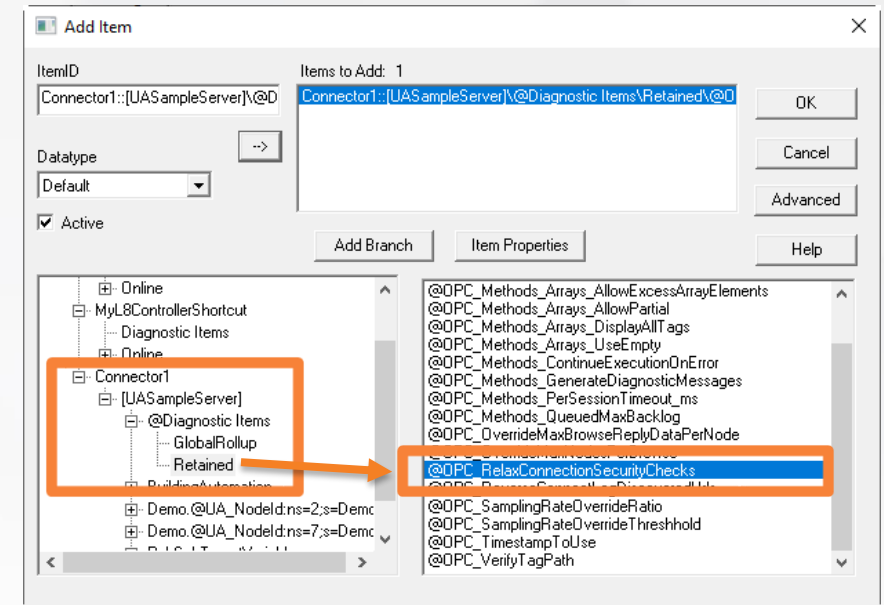 Add Item
ItemID
Items to Add: 1
Connector1::[UASampleServer]\@D
Connector1::[UASampleServer]\@Diagnostic Items\Retained\@O
OK
-->
Datatype
Cancel
Default
Advanced
Active
Add Branch
Item Properties
Help
Online
MyL8ControllerShortcut
Diagnostic Items
Online
Connector1
[UASampleServer]
@Diagnostic Items
GlobalRollup
Retained
BuildingAutomation
Demo.@UA_NodeId:ns=2;s=Demo
Demo.@UA_NodeId:ns=7;s=Demo
@OPC_Methods_Arrays_AllowExcessArrayElements
@OPC_Methods_Arrays_AllowPartial
@OPC_Methods_Arrays_DisplayAllTags
@OPC_Methods_Arrays_UseEmpty
@OPC_Methods_ContinueExecutionOnError
@OPC_Methods_GenerateDiagnosticMessages
@OPC_Methods_PerSessionTimeout_ms
@OPC_Methods_QueuedMaxBacklog
@OPC_OverrideMaxBrowseReplyDataPerNode
@OPC_RelaxConnectionSecurityChecks
@OPC_SamplingRateOverrideRatio
@OPC_SamplingRateOverrideThreshhold
@OPC_TimestampToUse
@OPC_VerifyTagPath